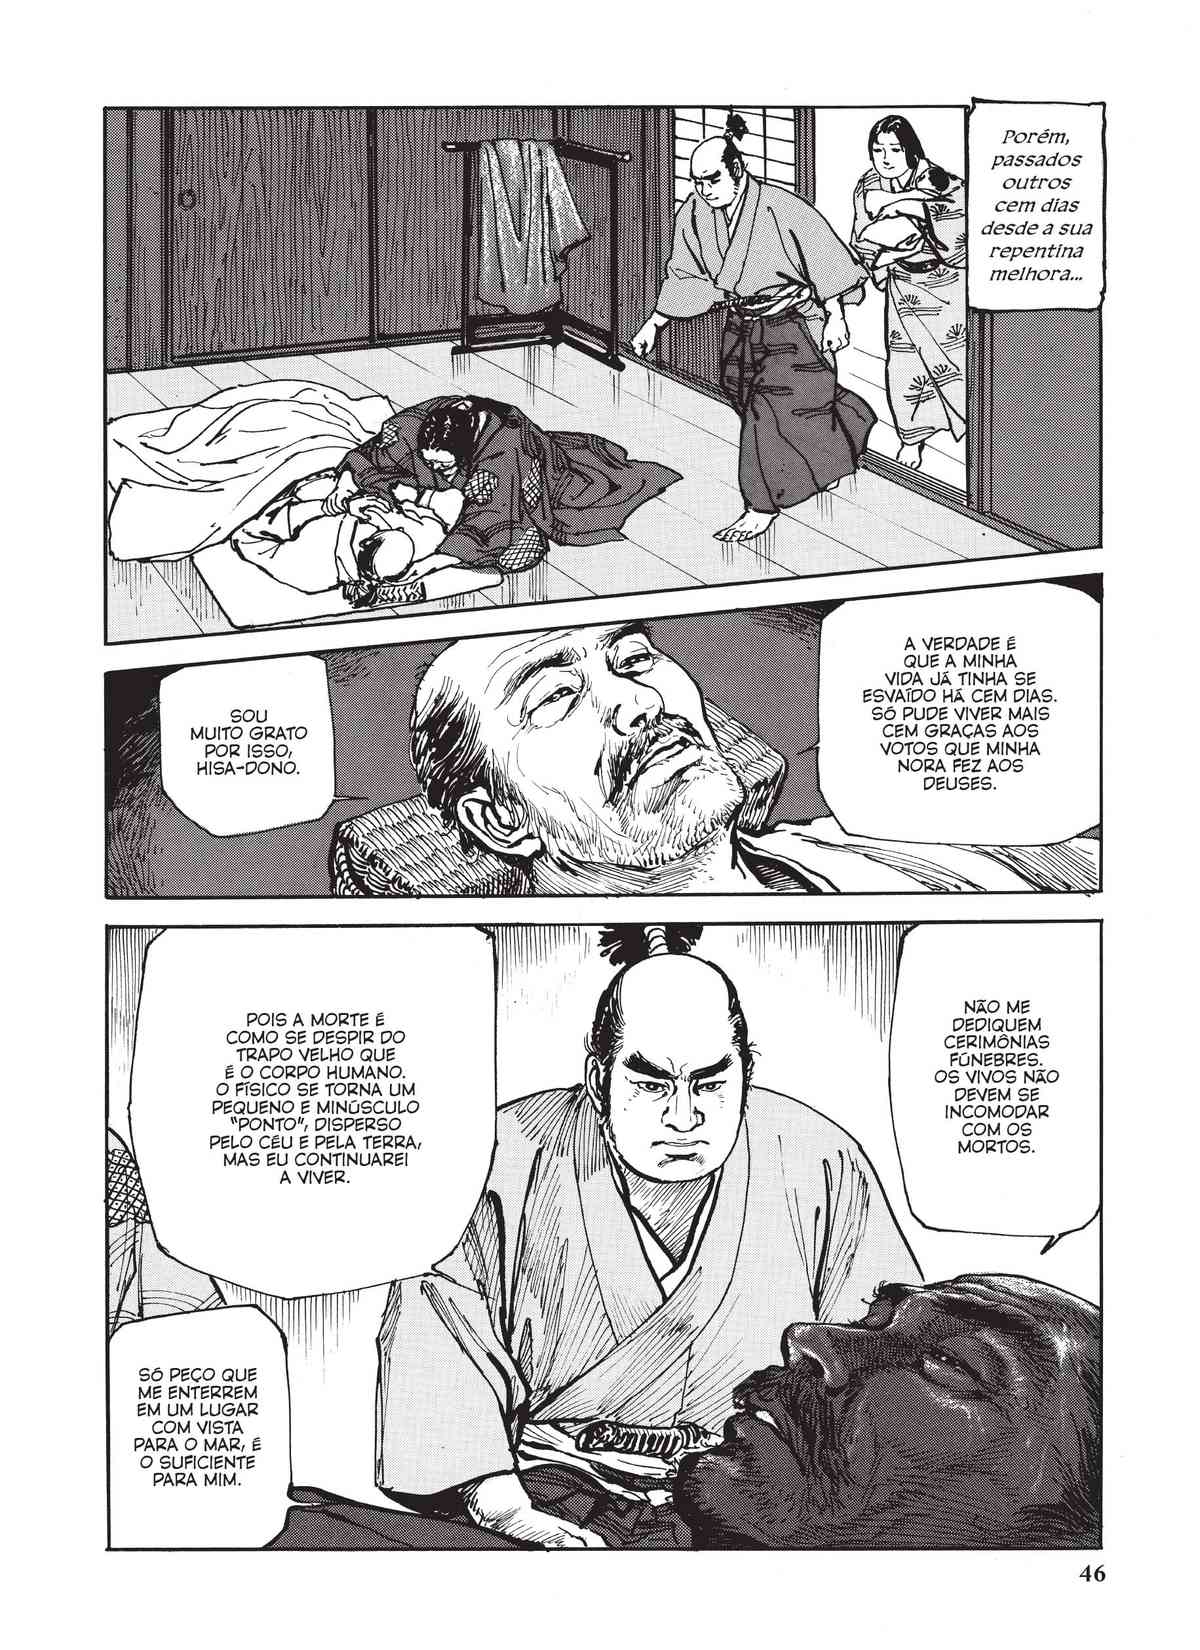 Porém,
passados
outros
cem dias
desde a sua
repentina
melhora...
A VERDADE É
QUE A MINHA
VIDA JÁ TINHA SE
ESVAÍDO HÁ CEM DIAS.
SÓ PUDE VIVER MAIS
CEM GRAÇAS AOS
VOTOS QUE MINHA
NORA FEZ AOS
DEUSES.
SOU
MUITO GRATO
POR ISSO,
HISA-DONO.
NÃO ME
DEDIQUEM
CERIMÔNIAS
FÚNEBRES.
OS VIVOS NÃO
DEVEM SE
INCOMODAR
COM OS
MORTOS.
POIS A MORTE É
COMO SE DESPIR DO
TRAPO VELHO QUE
É O CORPO HUMANO.
O FÍSICO SE TORNA UM
PEQUENO E MINÚSCULO
"PONTO", DISPERSO
PELO CÉU E PELA TERRA,
MAS EU CONTINUAREI
A VIVER.
SÓ PEÇO QUE
ME ENTERREM
EM UM LUGAR
COM VISTA
PARA O MAR, É
O SUFICIENTE
PARA MIM.
46